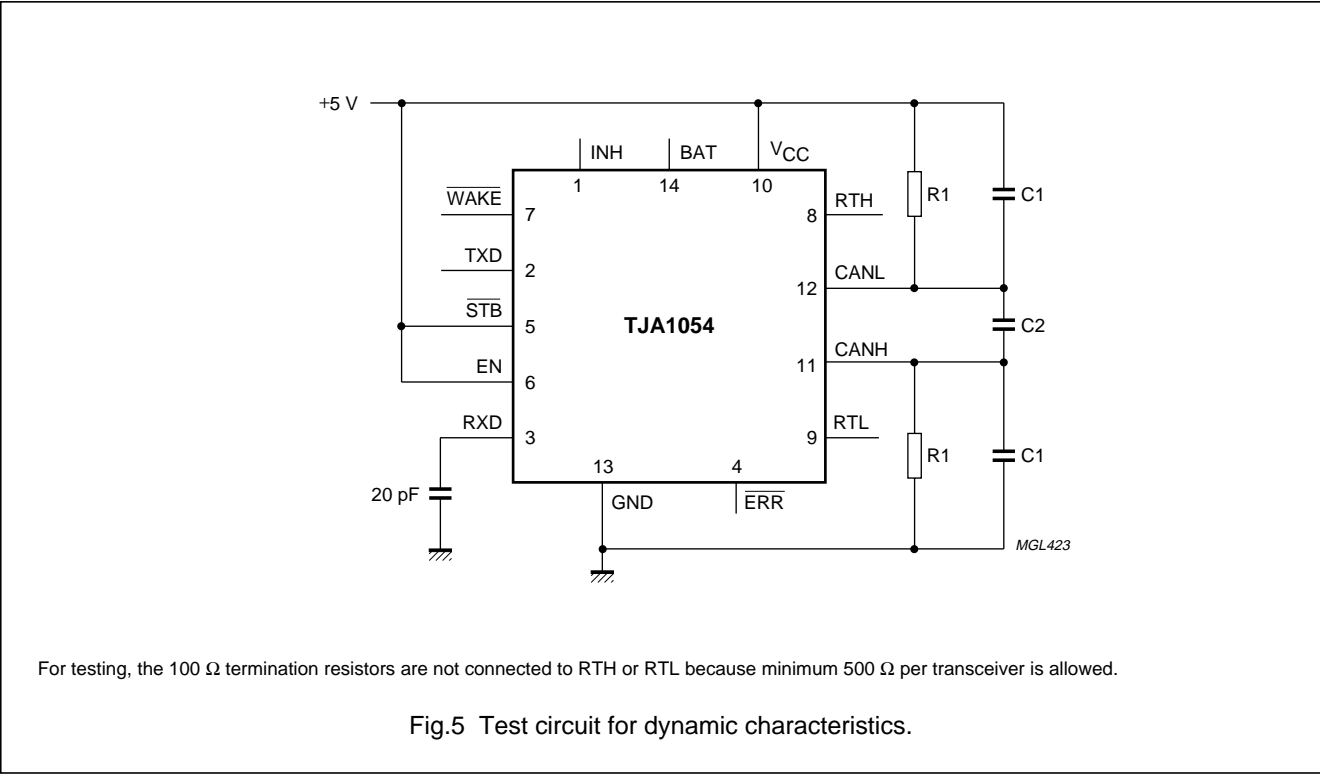 +5 V
INH
BAT
VCC
1
14
10
WAKE
7
8
RTH
R1
C1
TXD
2
CANL
12
STB
5
TJA1054
C2
CANH
11
EN
6
RXD
3
RTL
9
R1
C1
13
4
20 pF
GND
ERR
MGL423
For testing, the 100 Ω termination resistors are not connected to RTH or RTL because minimum 500 Ω per transceiver is allowed.
Fig.5 Test circuit for dynamic characteristics.